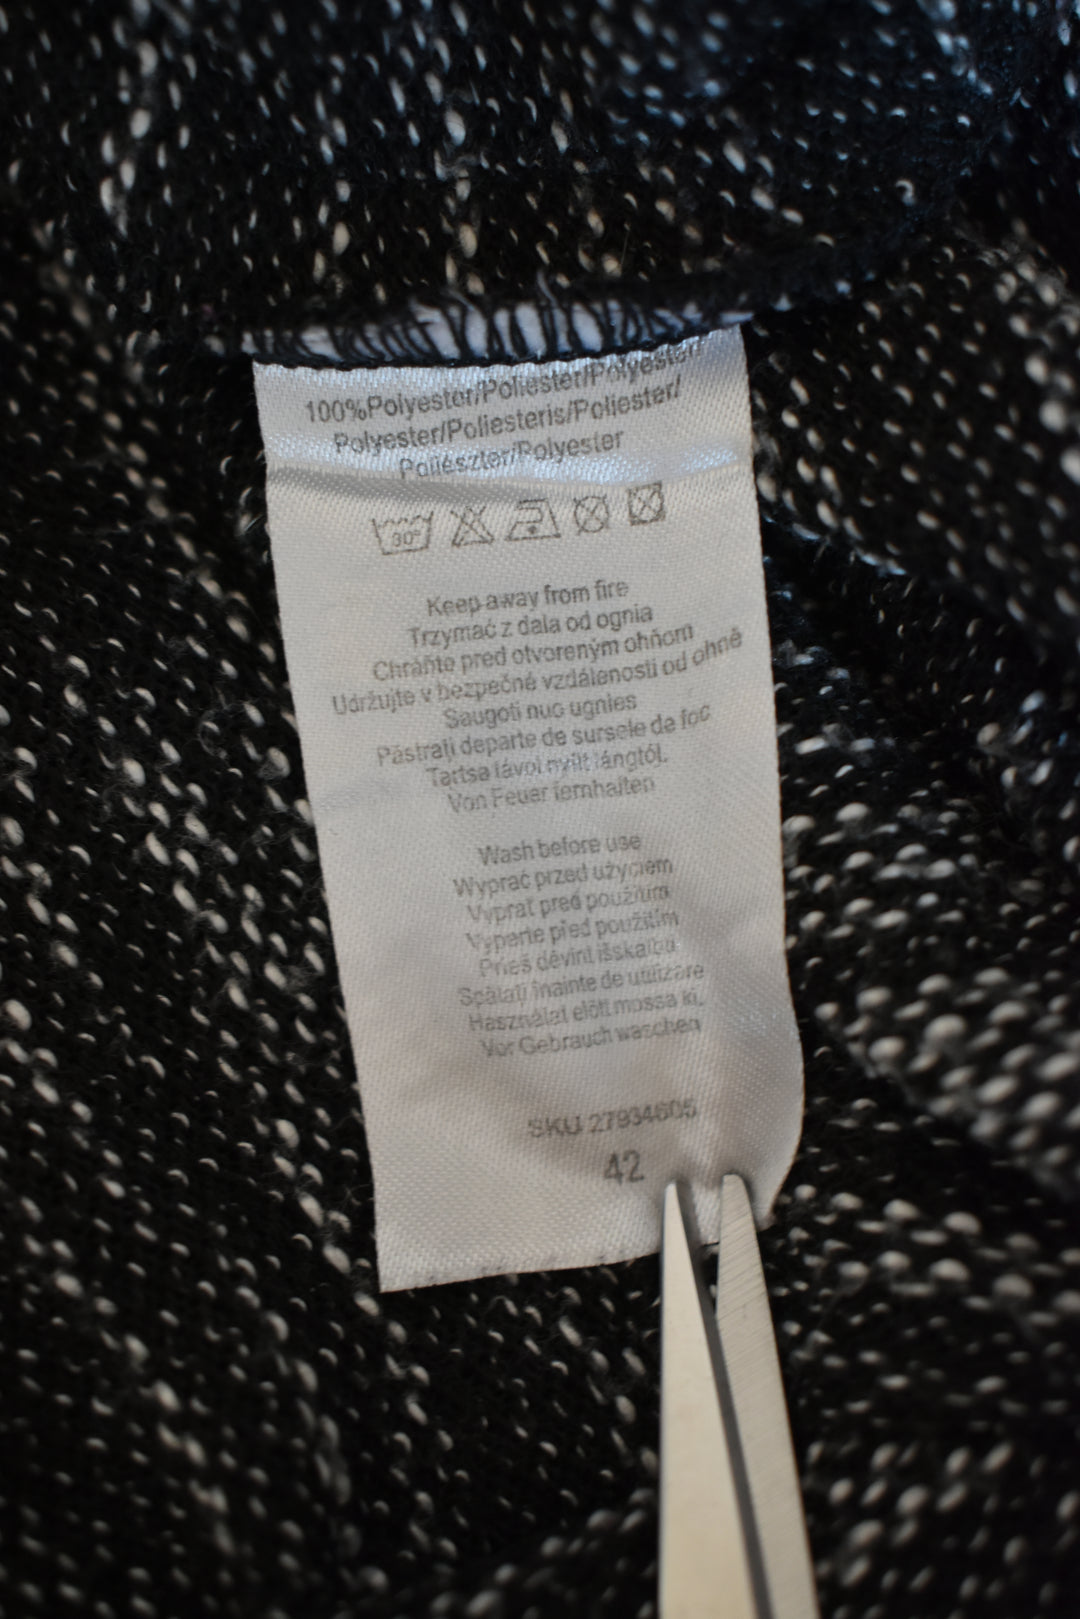 100%Polyester/Poliester/Polyester/
Polyester/Poliesteris/Poliester/
Poliészter/Polyester
30°
Keep away from fire
Trzymać z dala od ognia
Chráňte pred otvoreným ohňom
Udržujte v bezpečné vzdálenosti od ohně
Saugoti nuo ugnies
Păstrați departe de sursele de foc
Tartsa távol nyílt lángtól.
Von Feuer fernhalten
Wash before use
Wyprać przed użyciem
Vyprať pred použitím
Vyperte před použitím
Prieš dėvint išskalbti
Spălați înainte de utilizare
Használat előtt mossa ki.
Vor Gebrauch waschen
SKU 27934605
42